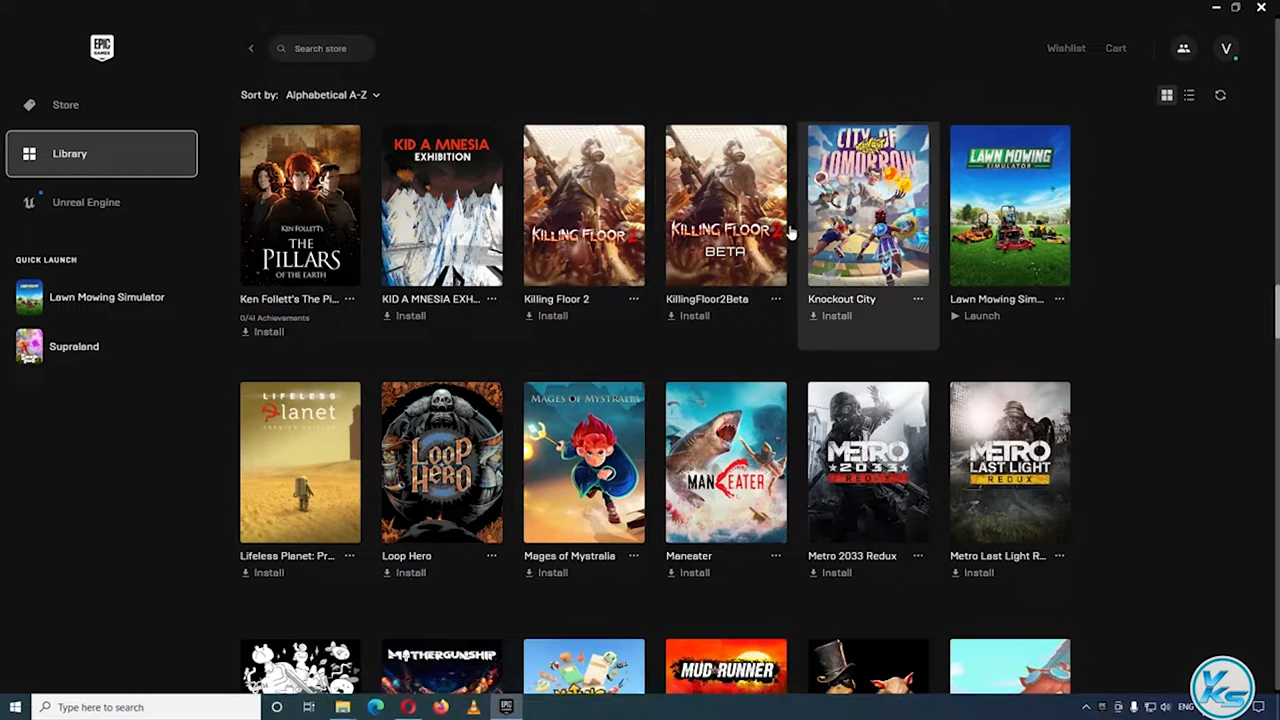 EPIC
GAMES
Search store
Wishlist
Cart
V
Store
Library
Unreal Engine
QUICK LAUNCH
Lawn Mowing Simulator
Supraland
Sort by: Alphabetical A-Z
KEN FOLLETT'S
THE
PILLARS
OF THE EARTH
Ken Follett's The Pi...
0/41 Achievements
Install
KID A MNESIA
EXHIBITION
KID A MNESIA EXH...
Install
KILLING FLOOR 2
Killing Floor 2
Install
KILLING FLOOR 2
BETA
KillingFloor2Beta
Install
CITY OF
TOMORROW
Knockout City
Install
LAWN MOWING
SIMULATOR
Lawn Mowing Sim...
Launch
LIFELESS
Planet
Lifeless Planet: Pr...
Install
LOOP
HERO
Loop Hero
Install
MAGES OF MYSTRALIA
Mages of Mystralia
Install
MANEATER
Maneater
Install
METRO
2033
REDUX
Metro 2033 Redux
Install
METRO
LAST LIGHT
REDUX
Metro Last Light R...
Install
MOTHERGUNSHIP
MUDRUNNER
Type here to search
EPIC
ENG
XS